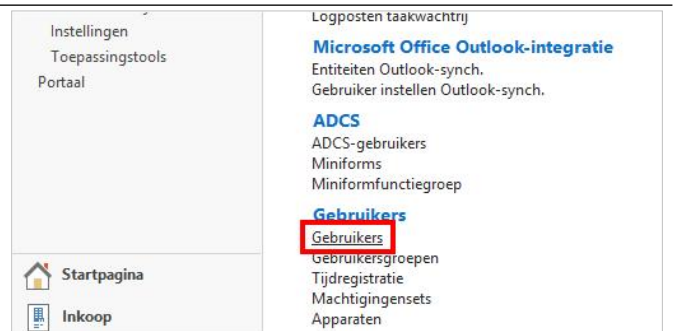 Instellingen
Toepassingstools
Portaal
Startpagina
Inkoop
Logposten taakwachtrij
Microsoft Office Outlook-integratie
Entiteiten Outlook-synch.
Gebruiker instellen Outlook-synch.
ADCS
ADCS-gebruikers
Miniforms
Miniformfunctiegroep
Gebruikers
Gebruikers
Gebruikersgroepen
Tijdregistratie
Machtigingensets
Apparaten